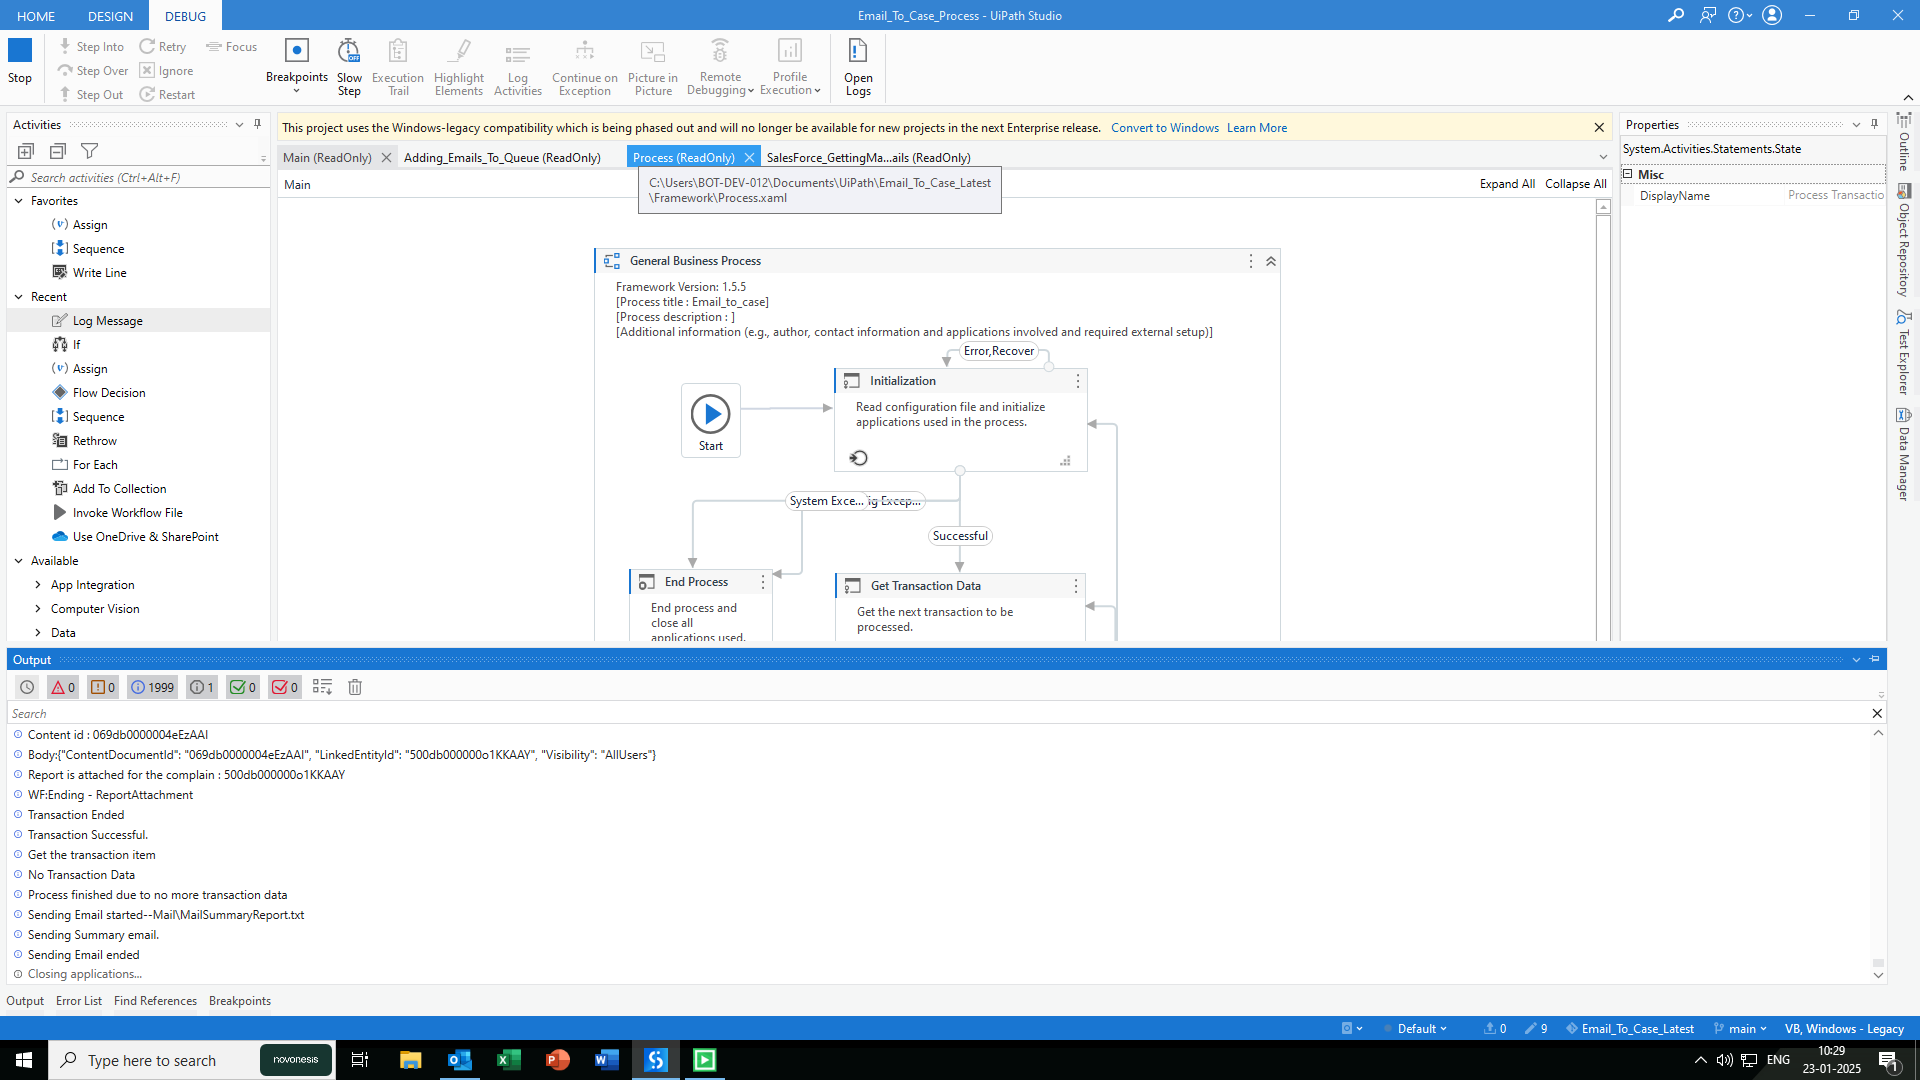 HOME DESIGN DEBUG Email_To_Case_Process - UiPath Studio
Stop
Step Into
Step Over
Step Out
Retry
Ignore
Restart
Focus
Breakpoints
Slow Step
Execution Trail
Highlight Elements
Log Activities
Continue on Exception
Picture in Picture
Remote Debugging
Profile Execution
Open Logs
Activities
Search activities (Ctrl+Alt+F)
Favorites
Assign
Sequence
Write Line
Recent
Log Message
If
Assign
Flow Decision
Sequence
Rethrow
For Each
Add To Collection
Invoke Workflow File
Use OneDrive & SharePoint
Available
App Integration
Computer Vision
Data
This project uses the Windows-legacy compatibility which is being phased out and will no longer be available for new projects in the next Enterprise release. Convert to Windows Learn More
Main (ReadOnly) Adding_Emails_To_Queue (ReadOnly) Process (ReadOnly) SalesForce_GettingMa...ails (ReadOnly)
C:\Users\BOT-DEV-012\Documents\UiPath\Email_To_Case_Latest
\Framework\Process.xaml
Main Expand All Collapse All
General Business Process
Framework Version: 1.5.5
[Process title : Email_to_case]
[Process description : ]
[Additional information (e.g., author, contact information and applications involved and required external setup)]
Error,Recover
Start
Initialization
Read configuration file and initialize
applications used in the process.
System Exce... ig Excep...
Successful
End Process
End process and
close all
applications used.
Get Transaction Data
Get the next transaction to be
processed.
Properties
System.Activities.Statements.State
Misc
DisplayName Process Transactio
Outline
Object Repository
Test Explorer
Data Manager
Output
0 0 1999 1 0 0
Search
Content id : 069db0000004eEzAAI
Body:{"ContentDocumentId": "069db0000004eEzAAI", "LinkedEntityId": "500db000000o1KKAAY", "Visibility": "AllUsers"}
Report is attached for the complain : 500db000000o1KKAAY
WF:Ending - ReportAttachment
Transaction Ended
Transaction Successful.
Get the transaction item
No Transaction Data
Process finished due to no more transaction data
Sending Email started--Mail\MailSummaryReport.txt
Sending Summary email.
Sending Email ended
Closing applications...
Output Error List Find References Breakpoints
Default 0 9 Email_To_Case_Latest main VB, Windows - Legacy
Type here to search novonesis
ENG 10:29
23-01-2025
1